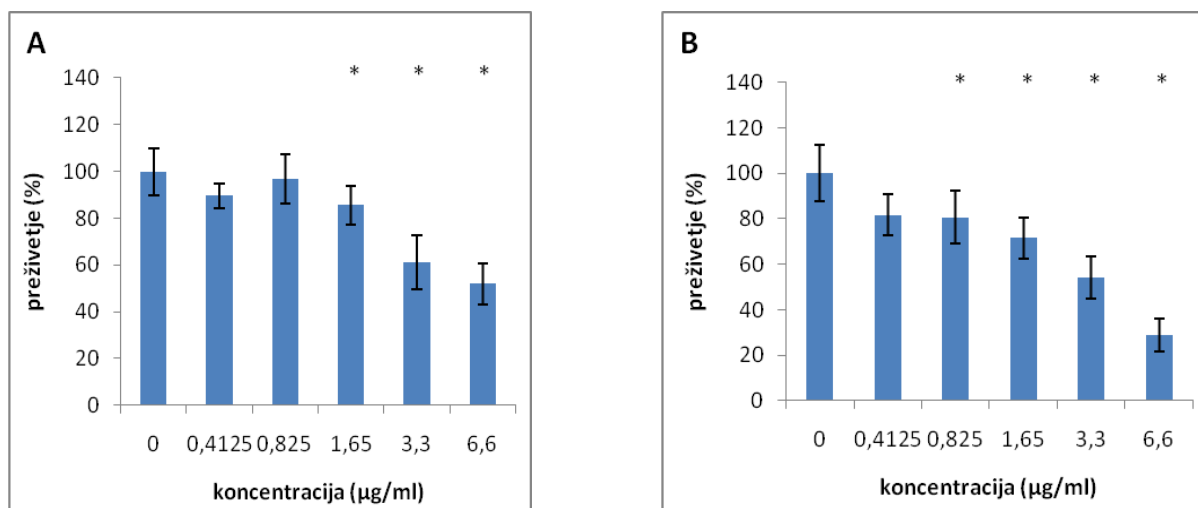 A
* * *
140
120
100
80
60
40
20
0
preživetje (%)
0 0,4125 0,825 1,65 3,3 6,6
koncentracija (µg/ml)
B
* * * *
140
120
100
80
60
40
20
0
preživetje (%)
0 0,4125 0,825 1,65 3,3 6,6
koncentracija (µg/ml)